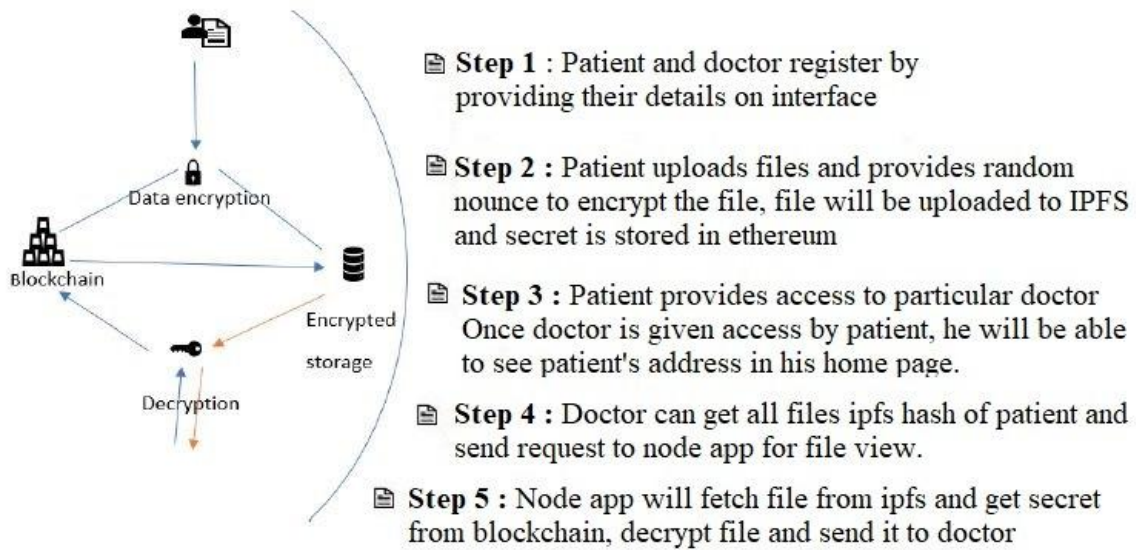 Data encryption
Blockchain
Encrypted
storage
Decryption
Step 1 : Patient and doctor register by
providing their details on interface
Step 2 : Patient uploads files and provides random
nounce to encrypt the file, file will be uploaded to IPFS
and secret is stored in ethereum
Step 3 : Patient provides access to particular doctor
Once doctor is given access by patient, he will be able
to see patient's address in his home page.
Step 4 : Doctor can get all files ipfs hash of patient and
send request to node app for file view.
Step 5 : Node app will fetch file from ipfs and get secret
from blockchain, decrypt file and send it to doctor